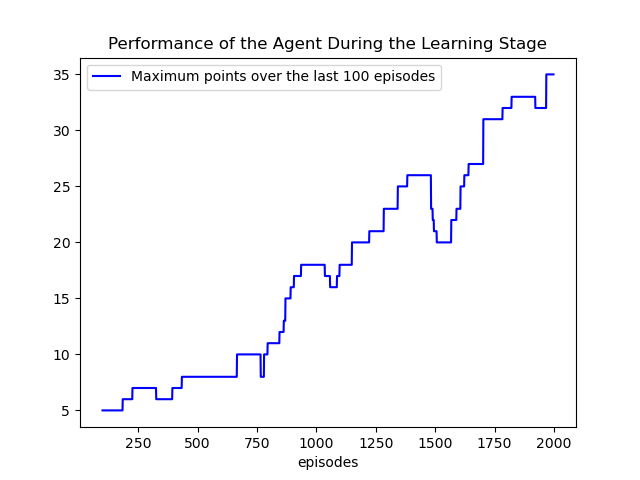 Performance of the Agent During the Learning Stage
Maximum points over the last 100 episodes
35
30
25
20
15
10
5
250 500 750 1000 1250 1500 1750 2000
episodes